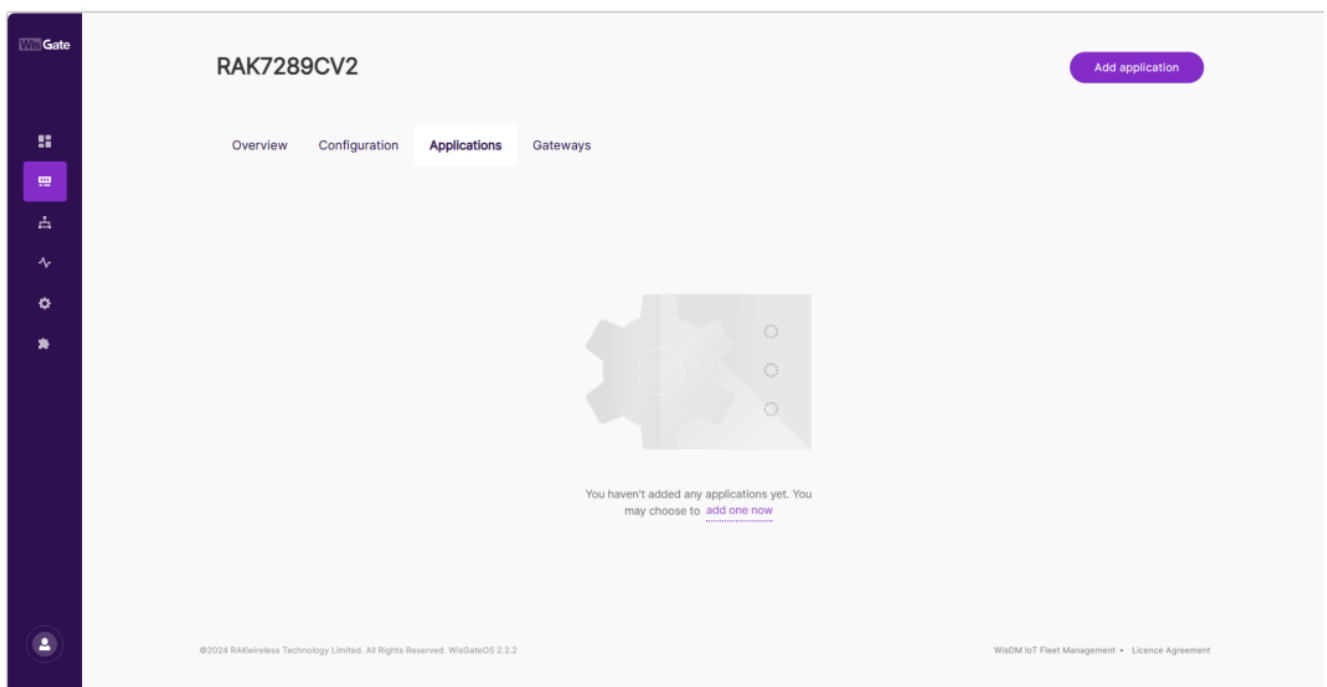 WisGate
RAK7289CV2
Add application
Overview
Configuration
Applications
Gateways
You haven't added any applications yet. You
may choose to add one now
©2024 RAKwireless Technology Limited. All Rights Reserved. WisGateOS 2.2.2
WisDM IoT Fleet Management • Licence Agreement